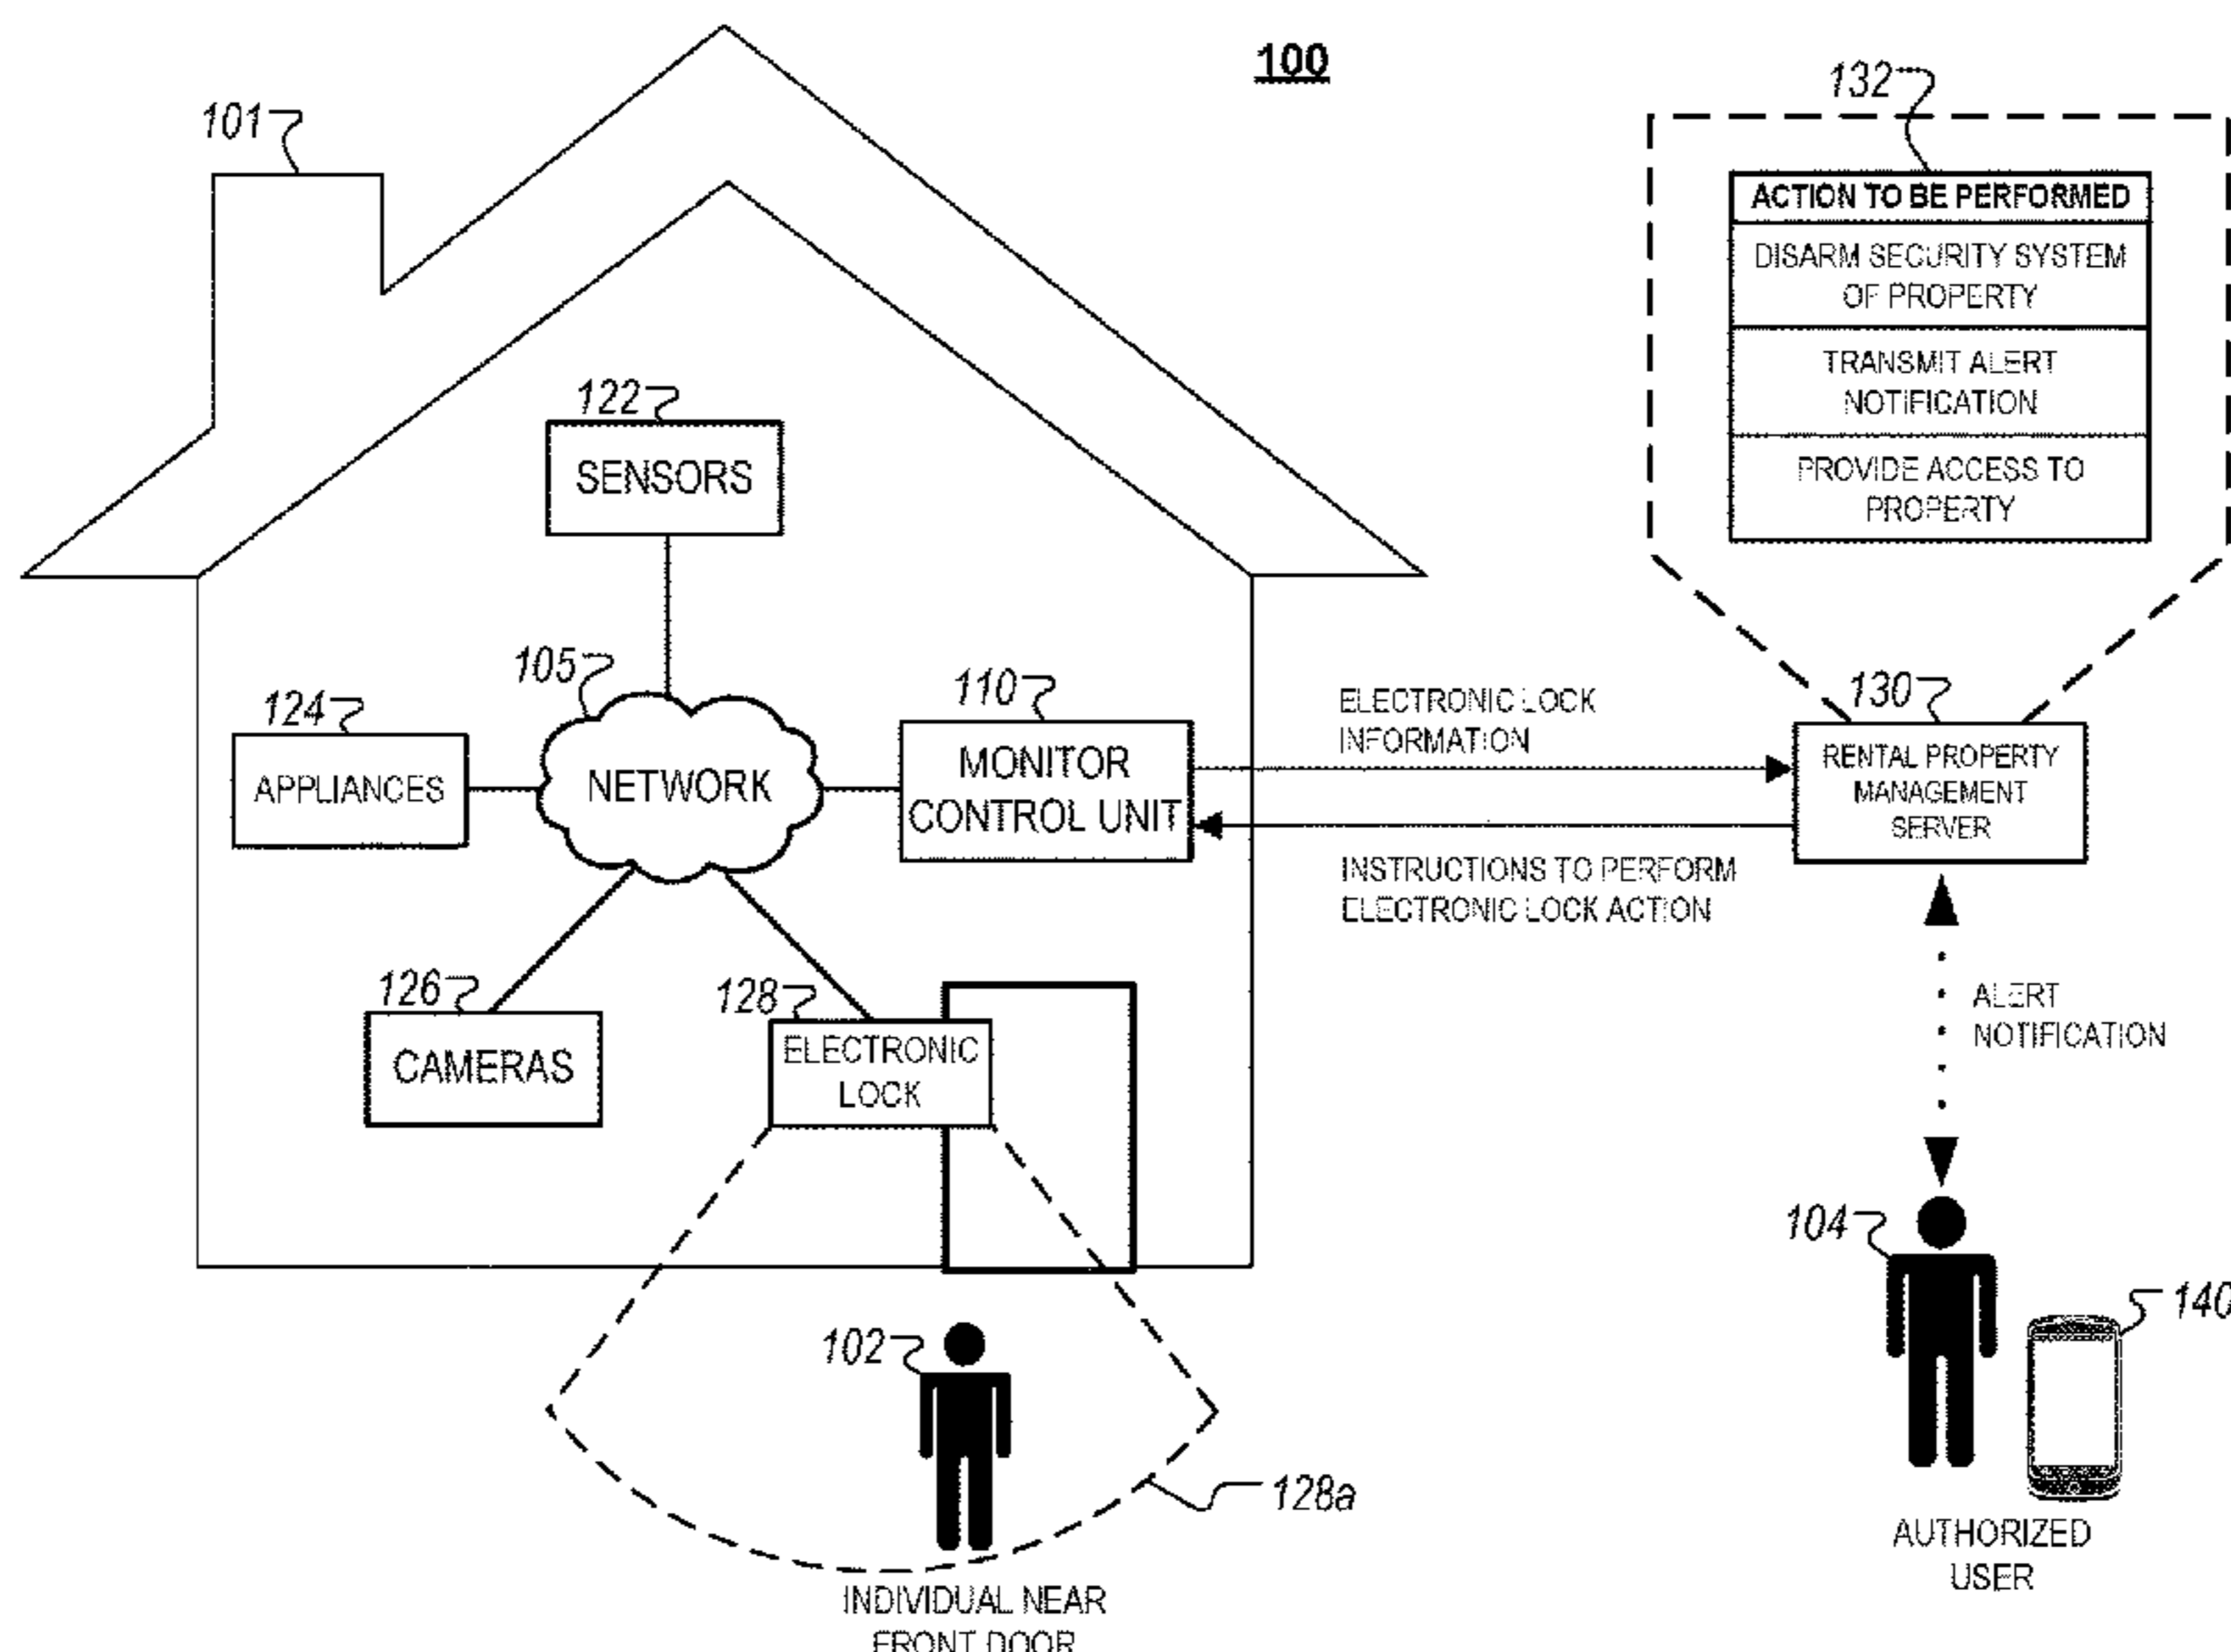 100
101
132
ACTION TO BE PERFORMED
DISARM SECURITY SYSTEM
OF PROPERTY
TRANSMIT ALERT
NOTIFICATION
PROVIDE ACCESS TO
PROPERTY
122
SENSORS
105
NETWORK
124
APPLIANCES
110
MONITOR
CONTROL UNIT
ELECTRONIC LOCK
INFORMATION
INSTRUCTIONS TO PERFORM
ELECTRONIC LOCK ACTION
130
RENTAL PROPERTY
MANAGEMENT
SERVER
126
CAMERAS
128
ELECTRONIC
LOCK
ALERT
NOTIFICATION
102
128a
INDIVIDUAL NEAR
FRONT DOOR
104
140
AUTHORIZED
USER